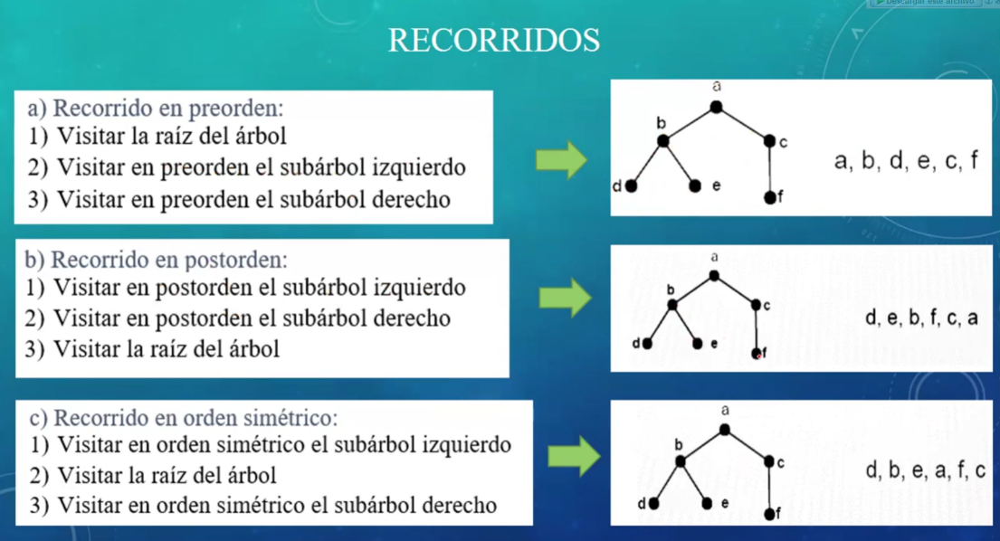 Descargar este archivo
RECORRIDOS
a) Recorrido en preorden:
1) Visitar la raíz del árbol
2) Visitar en preorden el subárbol izquierdo
3) Visitar en preorden el subárbol derecho
a
b
c
d
e
f
a, b, d, e, c, f
b) Recorrido en postorden:
1) Visitar en postorden el subárbol izquierdo
2) Visitar en postorden el subárbol derecho
3) Visitar la raíz del árbol
a
b
c
d
e
f
d, e, b, f, c, a
c) Recorrido en orden simétrico:
1) Visitar en orden simétrico el subárbol izquierdo
2) Visitar la raíz del árbol
3) Visitar en orden simétrico el subárbol derecho
a
b
c
d
e
f
d, b, e, a, f, c